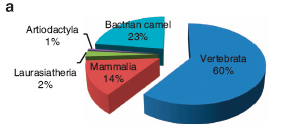 a
Bactrian camel
23%
Artiodactyla
1%
Vertebrata
60%
Laurasiatheria
2%
Mammalia
14%